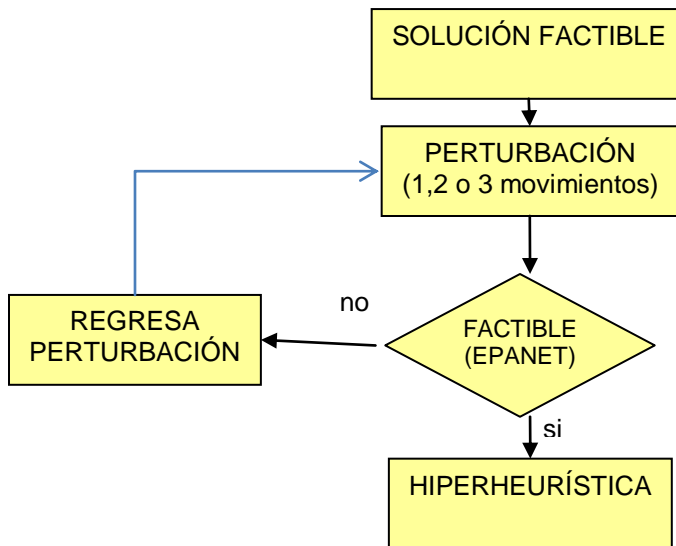 SOLUCIÓN FACTIBLE
PERTURBACIÓN
(1,2 o 3 movimientos)
no
REGRESA
PERTURBACIÓN
FACTIBLE
(EPANET)
si
HIPERHEURÍSTICA